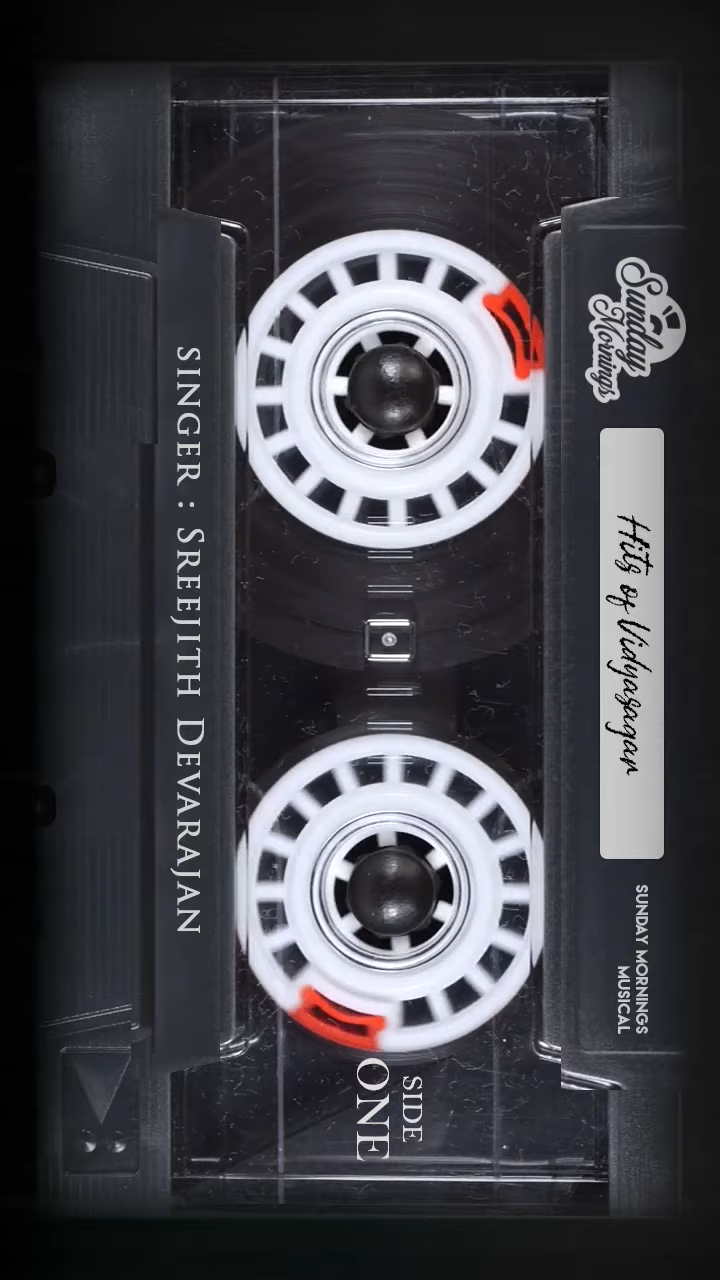 Sunday
Mornings
Hits of Vidyasagar
SUNDAY MORNINGS
MUSICAL
SIDE
ONE
SINGER : SREEJITH DEVARAJAN